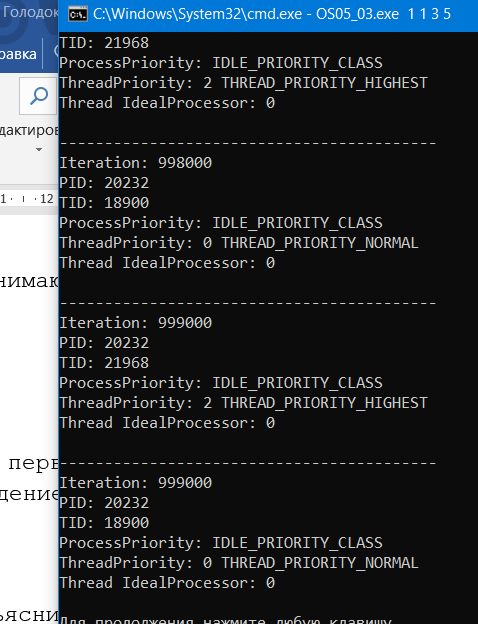 Голодок
C:\Windows\System32\cmd.exe - OS05_03.exe 1 1 3 5
TID: 21968
ProcessPriority: IDLE_PRIORITY_CLASS
ThreadPriority: 2 THREAD_PRIORITY_HIGHEST
Thread IdealProcessor: 0
------------------------------------------
Iteration: 998000
PID: 20232
TID: 18900
ProcessPriority: IDLE_PRIORITY_CLASS
ThreadPriority: 0 THREAD_PRIORITY_NORMAL
Thread IdealProcessor: 0
------------------------------------------
Iteration: 999000
PID: 20232
TID: 21968
ProcessPriority: IDLE_PRIORITY_CLASS
ThreadPriority: 2 THREAD_PRIORITY_HIGHEST
Thread IdealProcessor: 0
------------------------------------------
Iteration: 999000
PID: 20232
TID: 18900
ProcessPriority: IDLE_PRIORITY_CLASS
ThreadPriority: 0 THREAD_PRIORITY_NORMAL
Thread IdealProcessor: 0
Для продолжения нажмите любую клавишу
равка
дактиров
1 12
нимаю
перв
дение
ъясни